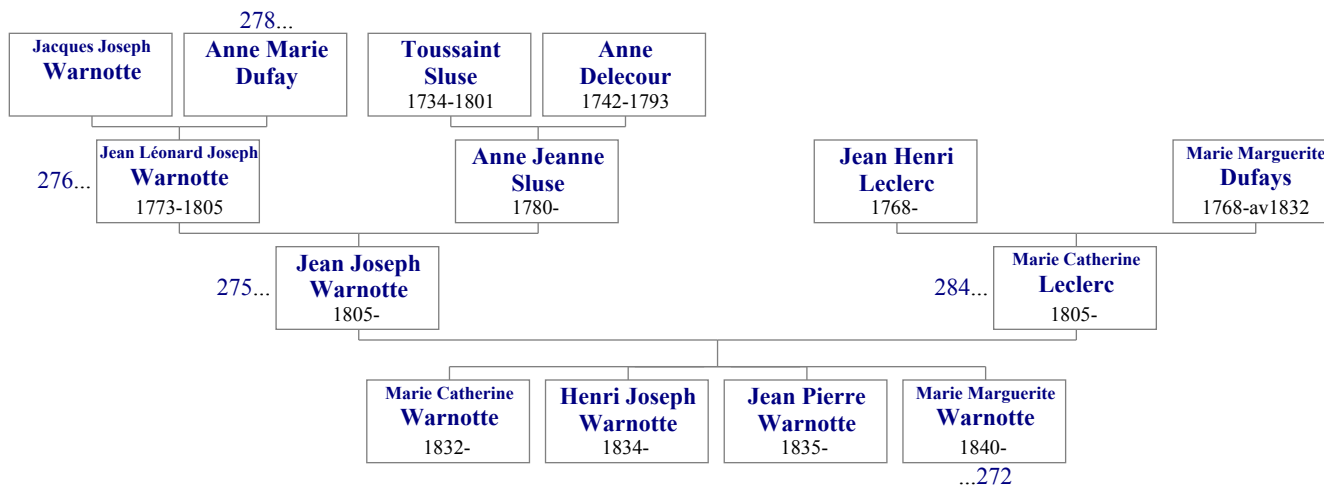 278...
Jacques Joseph
Warnotte
Anne Marie
Dufay
Toussaint
Sluse
1734-1801
Anne
Delecour
1742-1793
276...
Jean Léonard Joseph
Warnotte
1773-1805
Anne Jeanne
Sluse
1780-
Jean Henri
Leclerc
1768-
Marie Marguerite
Dufays
1768-av1832
275...
Jean Joseph
Warnotte
1805-
284...
Marie Catherine
Leclerc
1805-
Marie Catherine
Warnotte
1832-
Henri Joseph
Warnotte
1834-
Jean Pierre
Warnotte
1835-
Marie Marguerite
Warnotte
1840-
...272